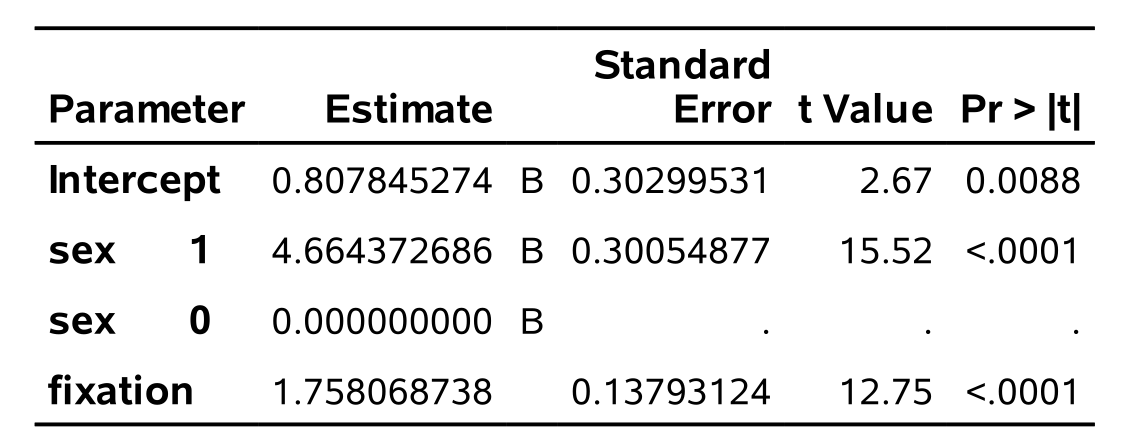 Standard
Parameter Estimate Error t Value Pr > |t|
Intercept 0.807845274 B 0.30299531 2.67 0.0088
sex 1 4.664372686 B 0.30054877 15.52 <.0001
sex 0 0.000000000 B . . .
fixation 1.758068738 0.13793124 12.75 <.0001